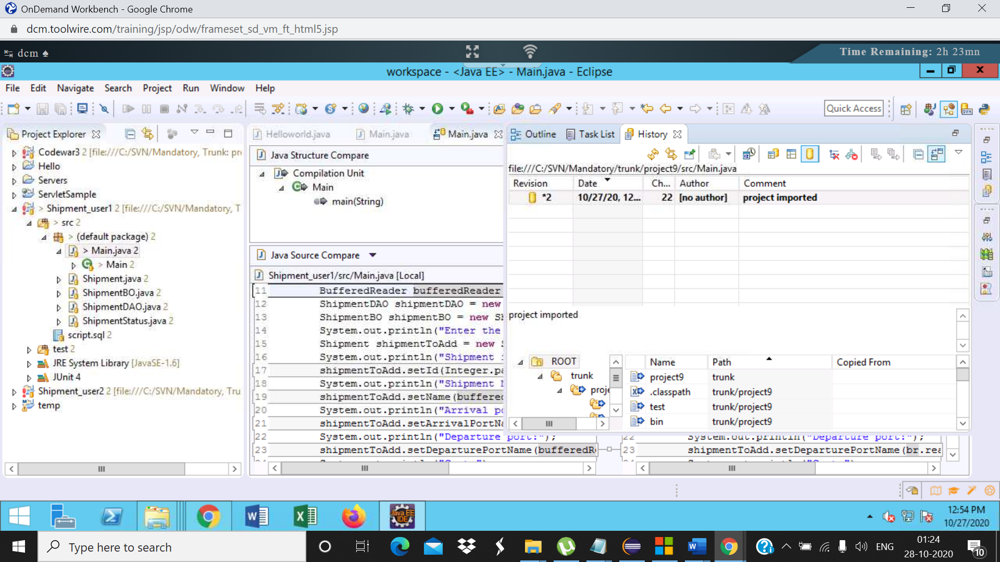 OnDemand Workbench - Google Chrome
dcm.toolwire.com/training/jsp/odw/frameset_sd_vm_ft_html5.jsp
dcm ♠
Time Remaining: 2h 23mn
workspace - <Java EE> - Main.java - Eclipse
File Edit Navigate Search Project Run Window Help
Quick Access
Project Explorer
Codewar3 2 [file:///C:/SVN/Mandatory, Trunk: pr
Hello
Servers
ServletSample
> Shipment_user1 2 [file:///C:/SVN/Mandatory, T
> src 2
> (default package) 2
> Main.java 2
> Main 2
Shipment.java 2
ShipmentBO.java 2
ShipmentDAO.java 2
ShipmentStatus.java 2
script.sql 2
test 2
JRE System Library [JavaSE-1.6]
JUnit 4
Shipment_user2 2 [file:///C:/SVN/Mandatory, Tru
temp
Helloworld.java Main.java Main.java
Java Structure Compare
Compilation Unit
Main
main(String)
Java Source Compare
Shipment_user1/src/Main.java [Local]
11 BufferedReader bufferedReader
12 ShipmentDAO shipmentDAO = new
13 ShipmentBO shipmentBO = new Sh
14 System.out.println("Enter the
15 Shipment shipmentToAdd = new
16 System.out.println("Shipment
17 shipmentToAdd.setId(Integer.pa
18 System.out.println("Shipment
19 shipmentToAdd.setName(buffered
20 System.out.println("Arrival po
21 shipmentToAdd.setArrivalPortNa
22 System.out.println("Departure port:");
23 shipmentToAdd.setDeparturePortName(bufferedRe
22 System.out.println("Departure port:");
23 shipmentToAdd.setDeparturePortName(br.rea
Outline Task List History
file:///C:/SVN/Mandatory/trunk/project9/src/Main.java
Revision Date Ch... Author Comment
*2 10/27/20, 12... 22 [no author] project imported
project imported
ROOT
trunk
proje
Name Path Copied From
project9 trunk
.classpath trunk/project9
test trunk/project9
bin trunk/project9
12:54 PM
10/27/2020
Type here to search
ENG
01:24
28-10-2020
10